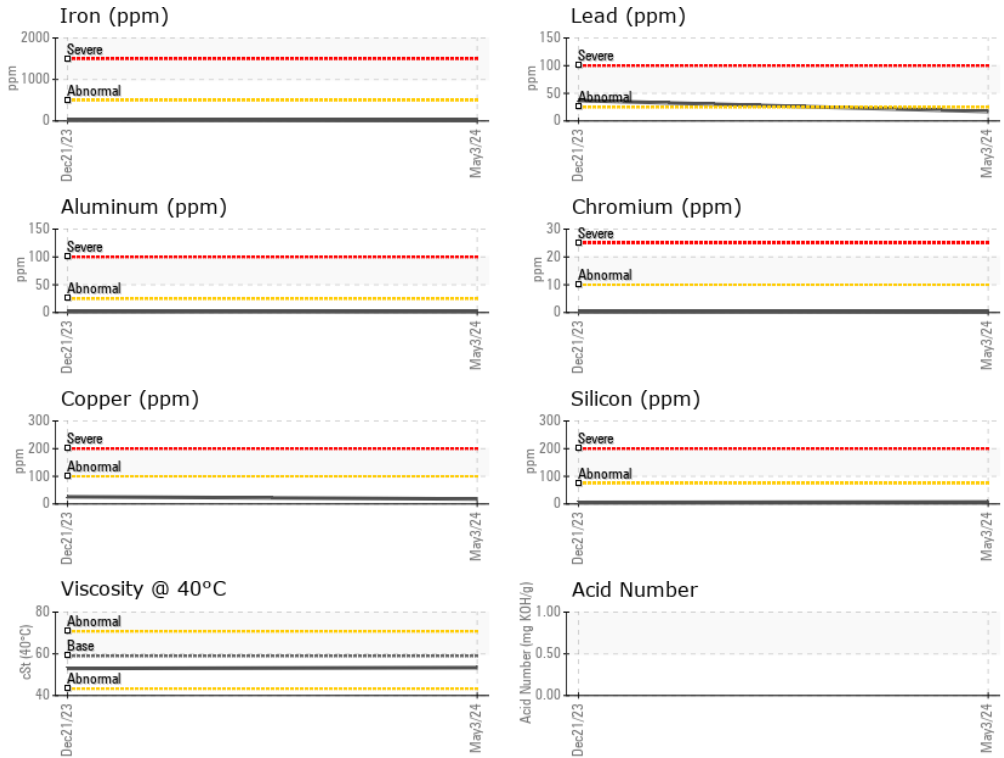 Iron (ppm)
2000
1000
0
ppm
Severe
Abnormal
Dec21/23
May3/24
Lead (ppm)
150
100
50
0
ppm
Severe
Abnormal
Dec21/23
May3/24
Aluminum (ppm)
150
100
50
0
ppm
Severe
Abnormal
Dec21/23
May3/24
Chromium (ppm)
30
20
10
0
ppm
Severe
Abnormal
Dec21/23
May3/24
Copper (ppm)
300
200
100
0
ppm
Severe
Abnormal
Dec21/23
May3/24
Silicon (ppm)
300
200
100
0
ppm
Severe
Abnormal
Dec21/23
May3/24
Viscosity @ 40°C
80
60
40
cSt (40°C)
Abnormal
Base
Abnormal
Dec21/23
May3/24
Acid Number
1.00
0.50
0.00
Acid Number (mg KOH/g)
Dec21/23
May3/24